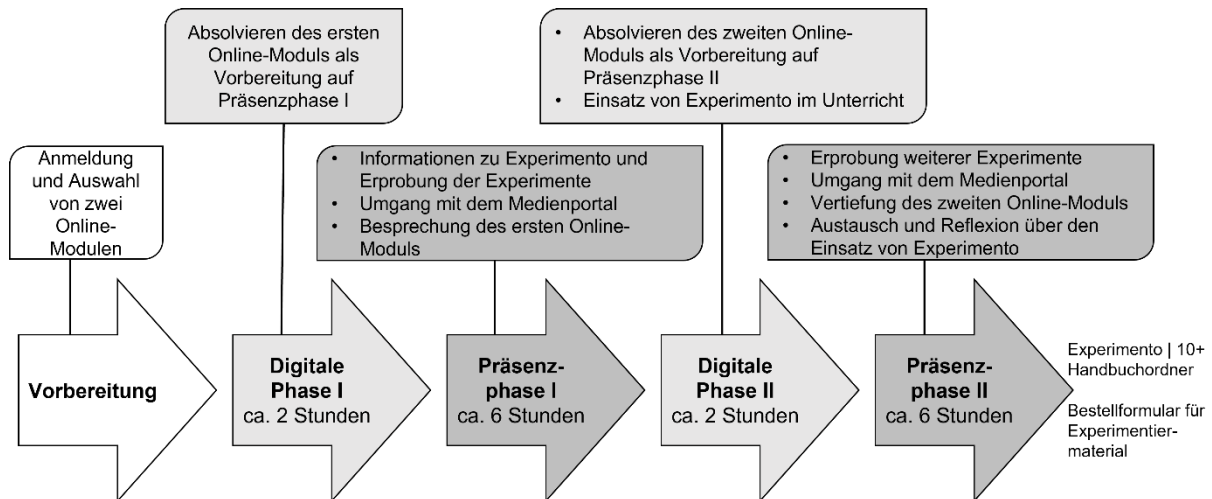 Absolvieren des ersten
Online-Moduls als
Vorbereitung auf
Präsenzphase I
• Absolvieren des zweiten Online-
Moduls als Vorbereitung auf
Präsenzphase II
• Einsatz von Experimento im Unterricht
Anmeldung
und Auswahl
von zwei
Online-
Modulen
• Informationen zu Experimento und
Erprobung der Experimente
• Umgang mit dem Medienportal
• Besprechung des ersten Online-
Moduls
• Erprobung weiterer Experimente
• Umgang mit dem Medienportal
• Vertiefung des zweiten Online-Moduls
• Austausch und Reflexion über den
Einsatz von Experimento
Vorbereitung
Digitale
Phase I
ca. 2 Stunden
Präsenz-
phase I
ca. 6 Stunden
Digitale
Phase II
ca. 2 Stunden
Präsenz-
phase II
ca. 6 Stunden
Experimento | 10+
Handbuchordner
Bestellformular für
Experimentier-
material